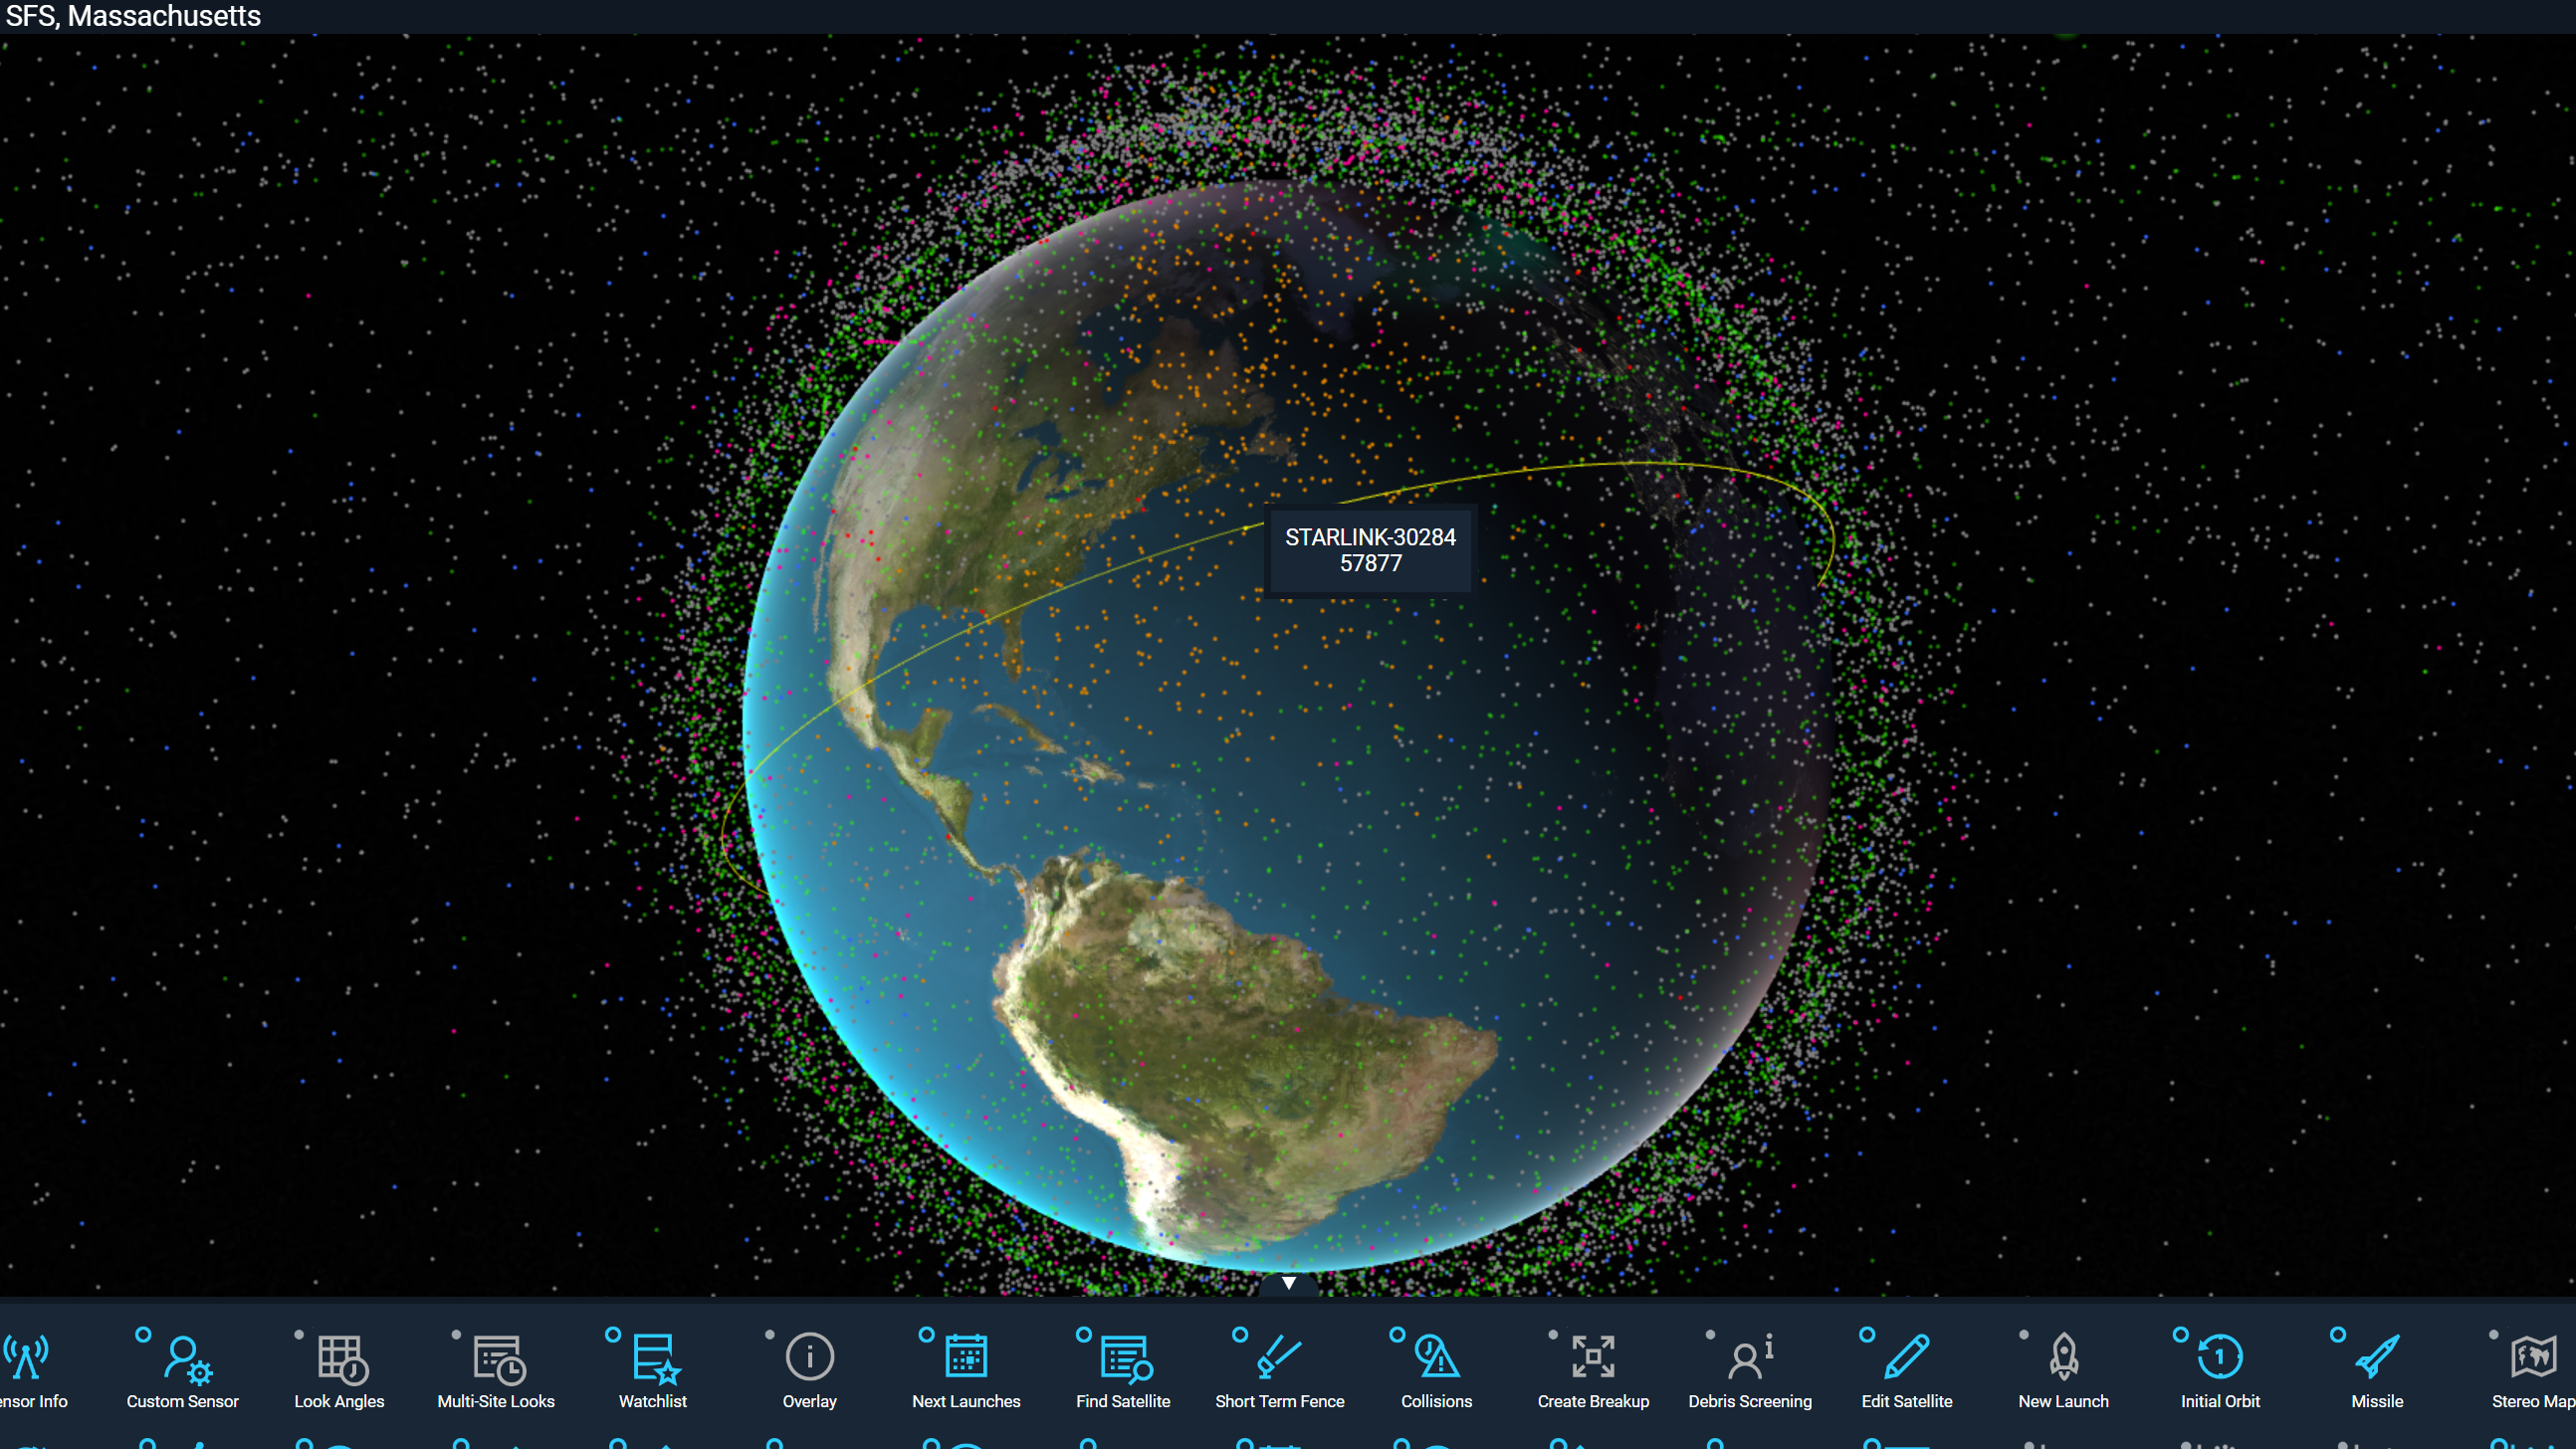 SFS, Massachusetts
STARLINK-30284
57877
ensor Info
Custom Sensor
Look Angles
Multi-Site Looks
Watchlist
Overlay
Next Launches
Find Satellite
Short Term Fence
Collisions
Create Breakup
Debris Screening
Edit Satellite
New Launch
Initial Orbit
Missile
Stereo Map